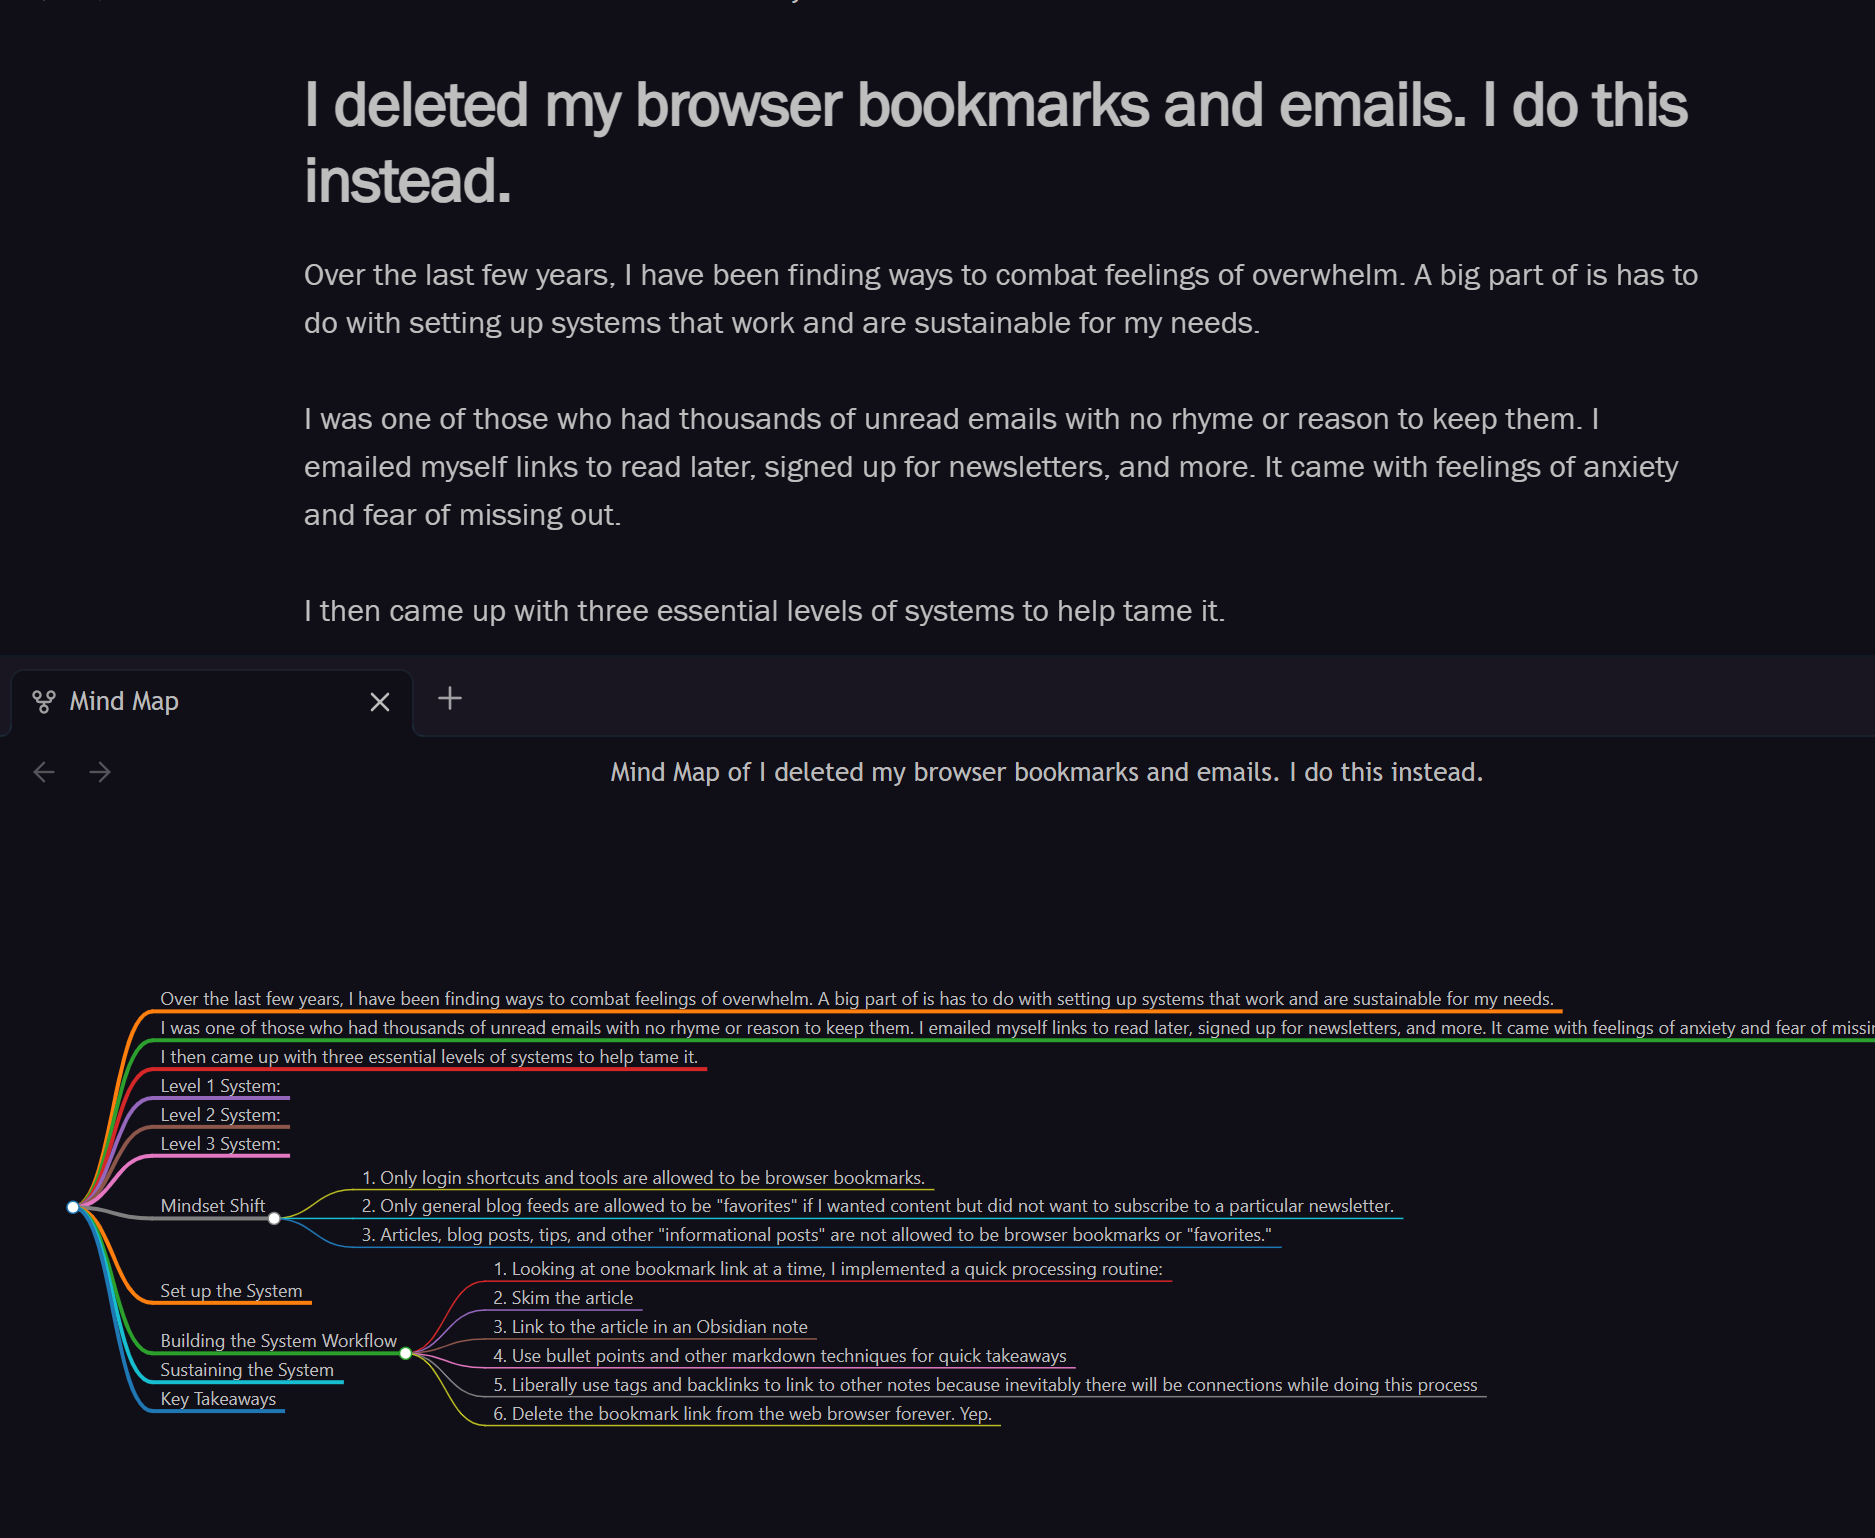 I deleted my browser bookmarks and emails. I do this
instead.
Over the last few years, I have been finding ways to combat feelings of overwhelm. A big part of is has to
do with setting up systems that work and are sustainable for my needs.
I was one of those who had thousands of unread emails with no rhyme or reason to keep them. I
emailed myself links to read later, signed up for newsletters, and more. It came with feelings of anxiety
and fear of missing out.
I then came up with three essential levels of systems to help tame it.
Mind Map
Mind Map of I deleted my browser bookmarks and emails. I do this instead.
Over the last few years, I have been finding ways to combat feelings of overwhelm. A big part of is has to do with setting up systems that work and are sustainable for my needs.
I was one of those who had thousands of unread emails with no rhyme or reason to keep them. I emailed myself links to read later, signed up for newsletters, and more. It came with feelings of anxiety and fear of
I then came up with three essential levels of systems to help tame it.
Level 1 System:
Level 2 System:
Level 3 System:
Mindset Shift
1. Only login shortcuts and tools are allowed to be browser bookmarks.
2. Only general blog feeds are allowed to be "favorites" if I wanted content but did not want to subscribe to a particular newsletter.
3. Articles, blog posts, tips, and other "informational posts" are not allowed to be browser bookmarks or "favorites."
Set up the System
Building the System Workflow
1. Looking at one bookmark link at a time, I implemented a quick processing routine:
2. Skim the article
3. Link to the article in an Obsidian note
4. Use bullet points and other markdown techniques for quick takeaways
5. Liberally use tags and backlinks to link to other notes because inevitably there will be connections while doing this process
6. Delete the bookmark link from the web browser forever. Yep.
Sustaining the System
Key Takeaways